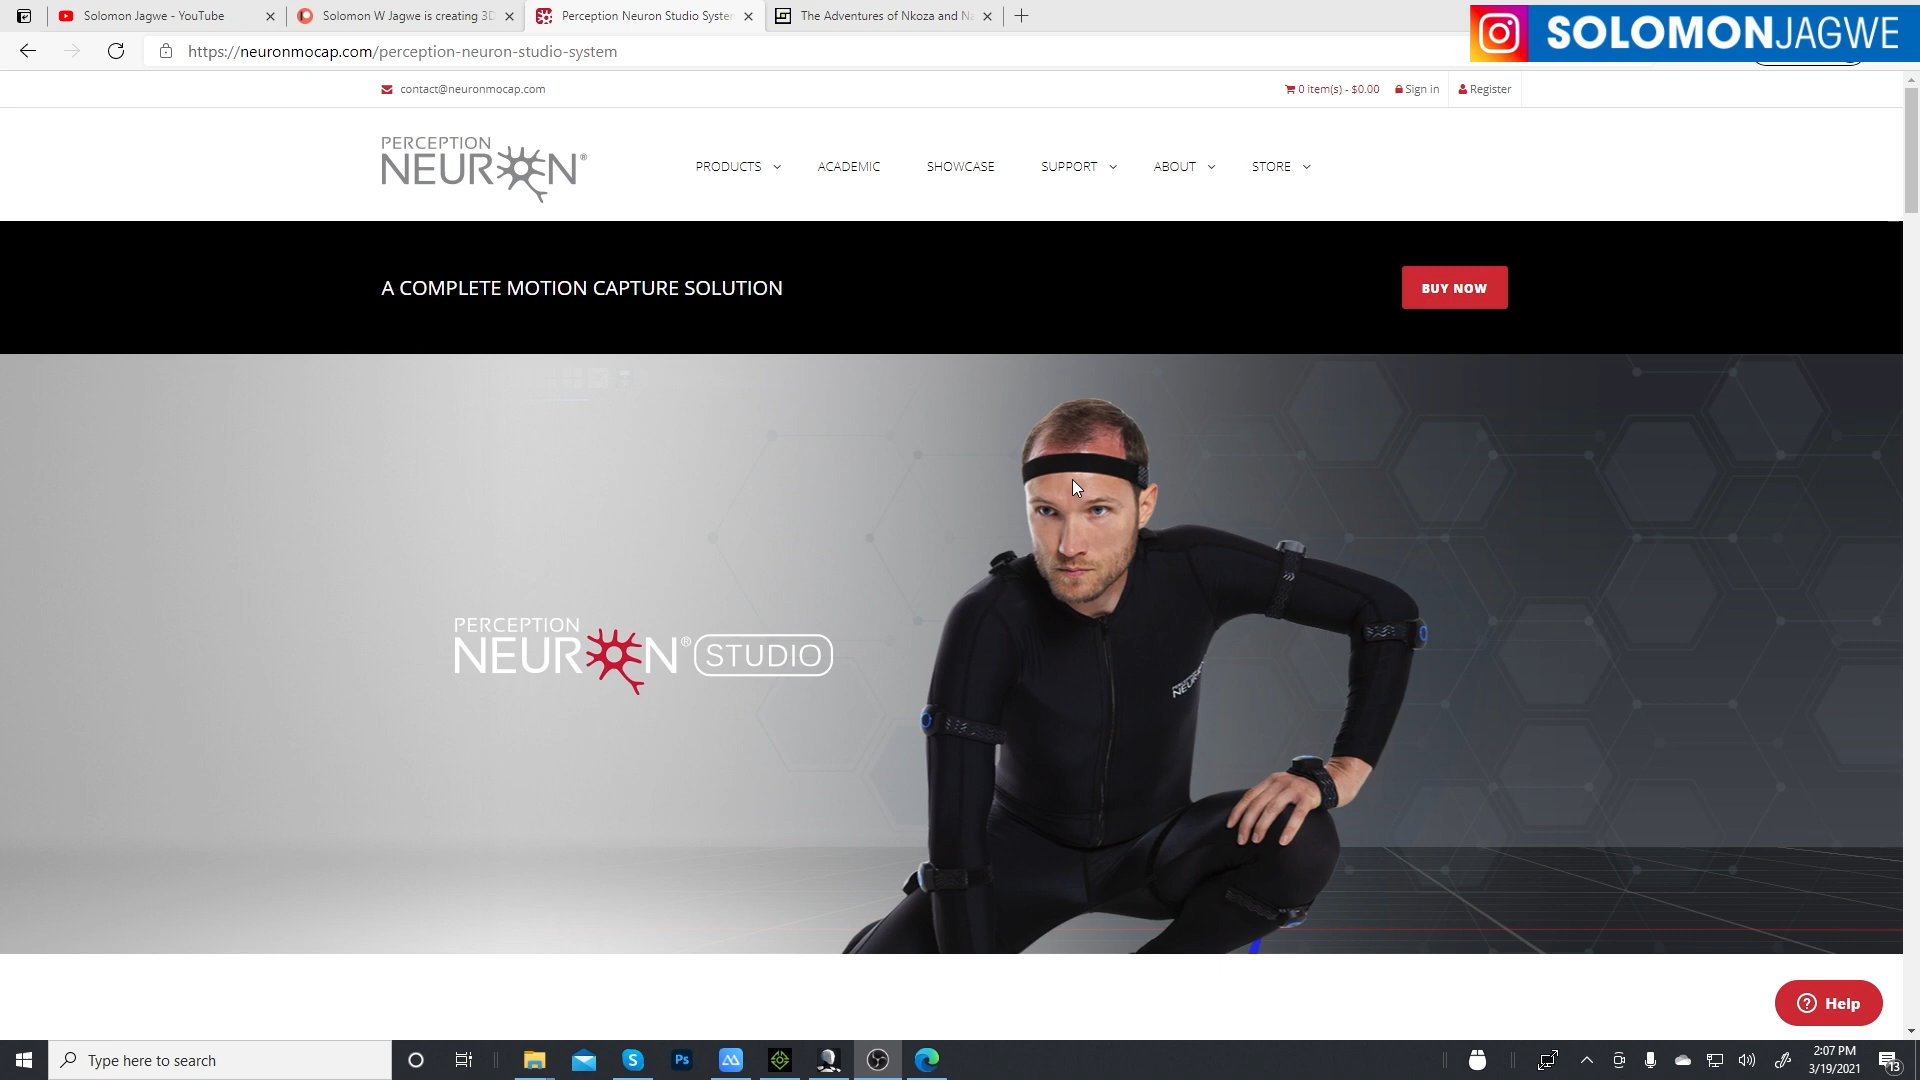 Solomon Jagwe - YouTube
Solomon W Jagwe is creating 3D
Perception Neuron Studio System
The Adventures of Nkoza and Na
SOLOMONJAGWE
https://neuronmocap.com/perception-neuron-studio-system
contact@neuronmocap.com
0 item(s) - $0.00
Sign in
Register
PERCEPTION
NEURON®
PRODUCTS
ACADEMIC
SHOWCASE
SUPPORT
ABOUT
STORE
A COMPLETE MOTION CAPTURE SOLUTION
BUY NOW
PERCEPTION
NEURON® STUDIO
PERCEPTION
NEURON
Help
Type here to search
Ps
2:07 PM
3/19/2021
13